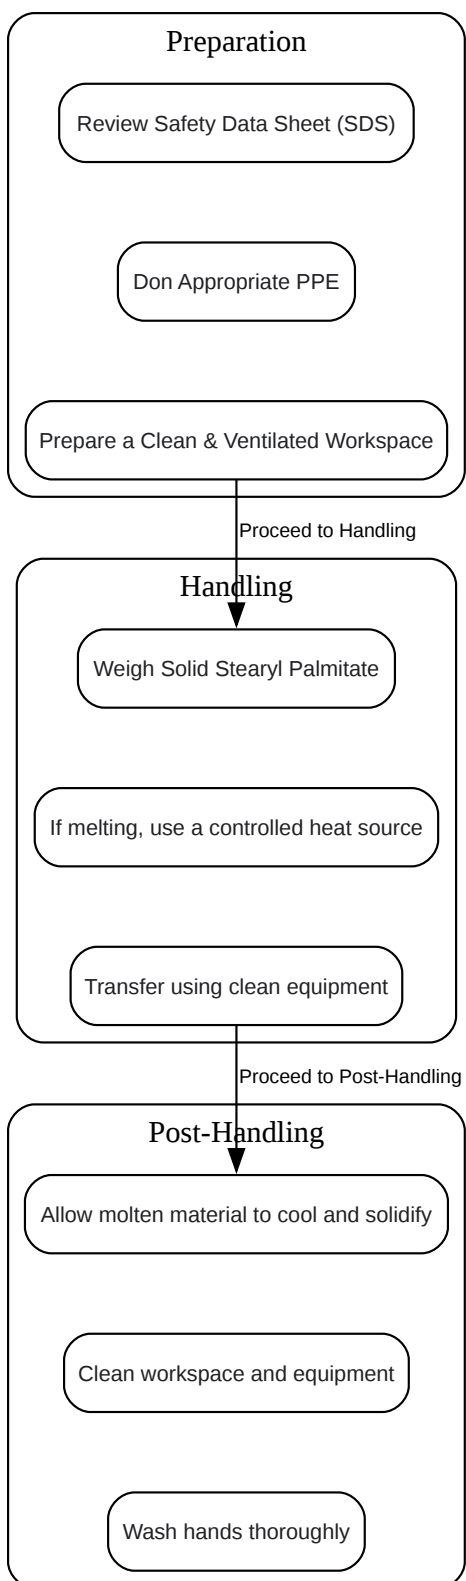 Preparation
Review Safety Data Sheet (SDS)
Don Appropriate PPE
Prepare a Clean & Ventilated Workspace
Proceed to Handling
Handling
Weigh Solid Stearyl Palmitate
If melting, use a controlled heat source
Transfer using clean equipment
Proceed to Post-Handling
Post-Handling
Allow molten material to cool and solidify
Clean workspace and equipment
Wash hands thoroughly